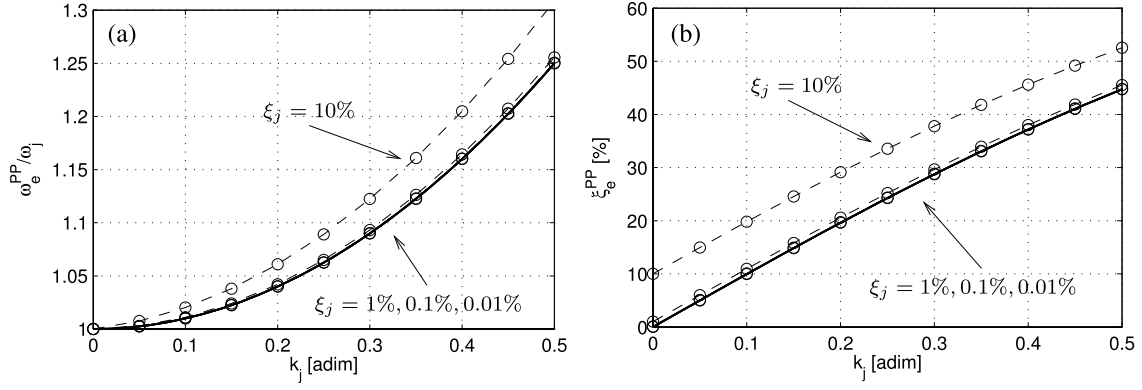 (a)
1.3
1.25
1.2
1.15
1.1
1.05
1
ω_e^PP/ω_j
ξ_j = 10%
ξ_j = 1%, 0.1%, 0.01%
0 0.1 0.2 0.3 0.4 0.5
k_j [adim]
(b)
60
50
40
30
20
10
0
ξ_e^PP [%]
ξ_j = 10%
ξ_j = 1%, 0.1%, 0.01%
0 0.1 0.2 0.3 0.4 0.5
k_j [adim]